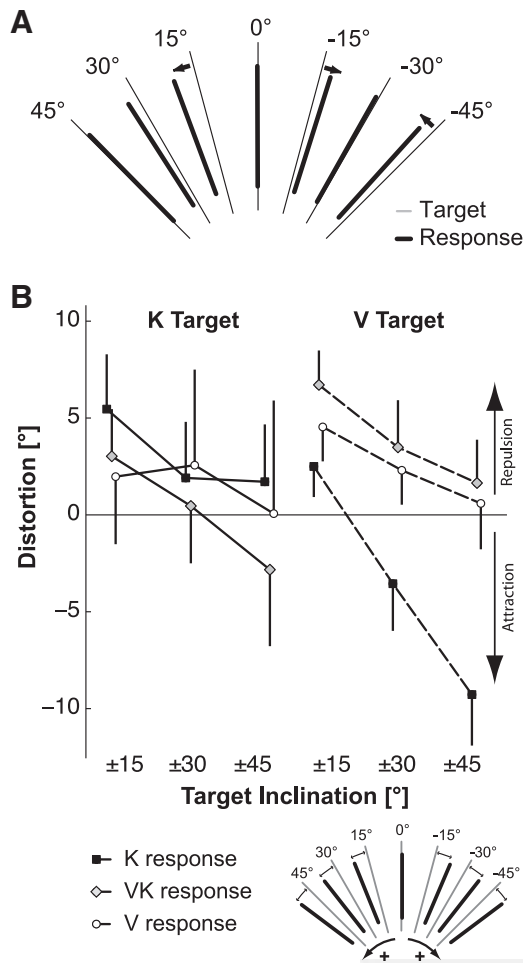 A
0°
15° -15°
30° -30°
45° -45°
Target
Response
B
10 K Target V Target
5
0
−5
−10
Distortion [°]
Repulsion
Attraction
±15 ±30 ±45 ±15 ±30 ±45
Target Inclination [°]
K response
VK response
V response
0°
15° -15°
30° -30°
45° -45°
+ +